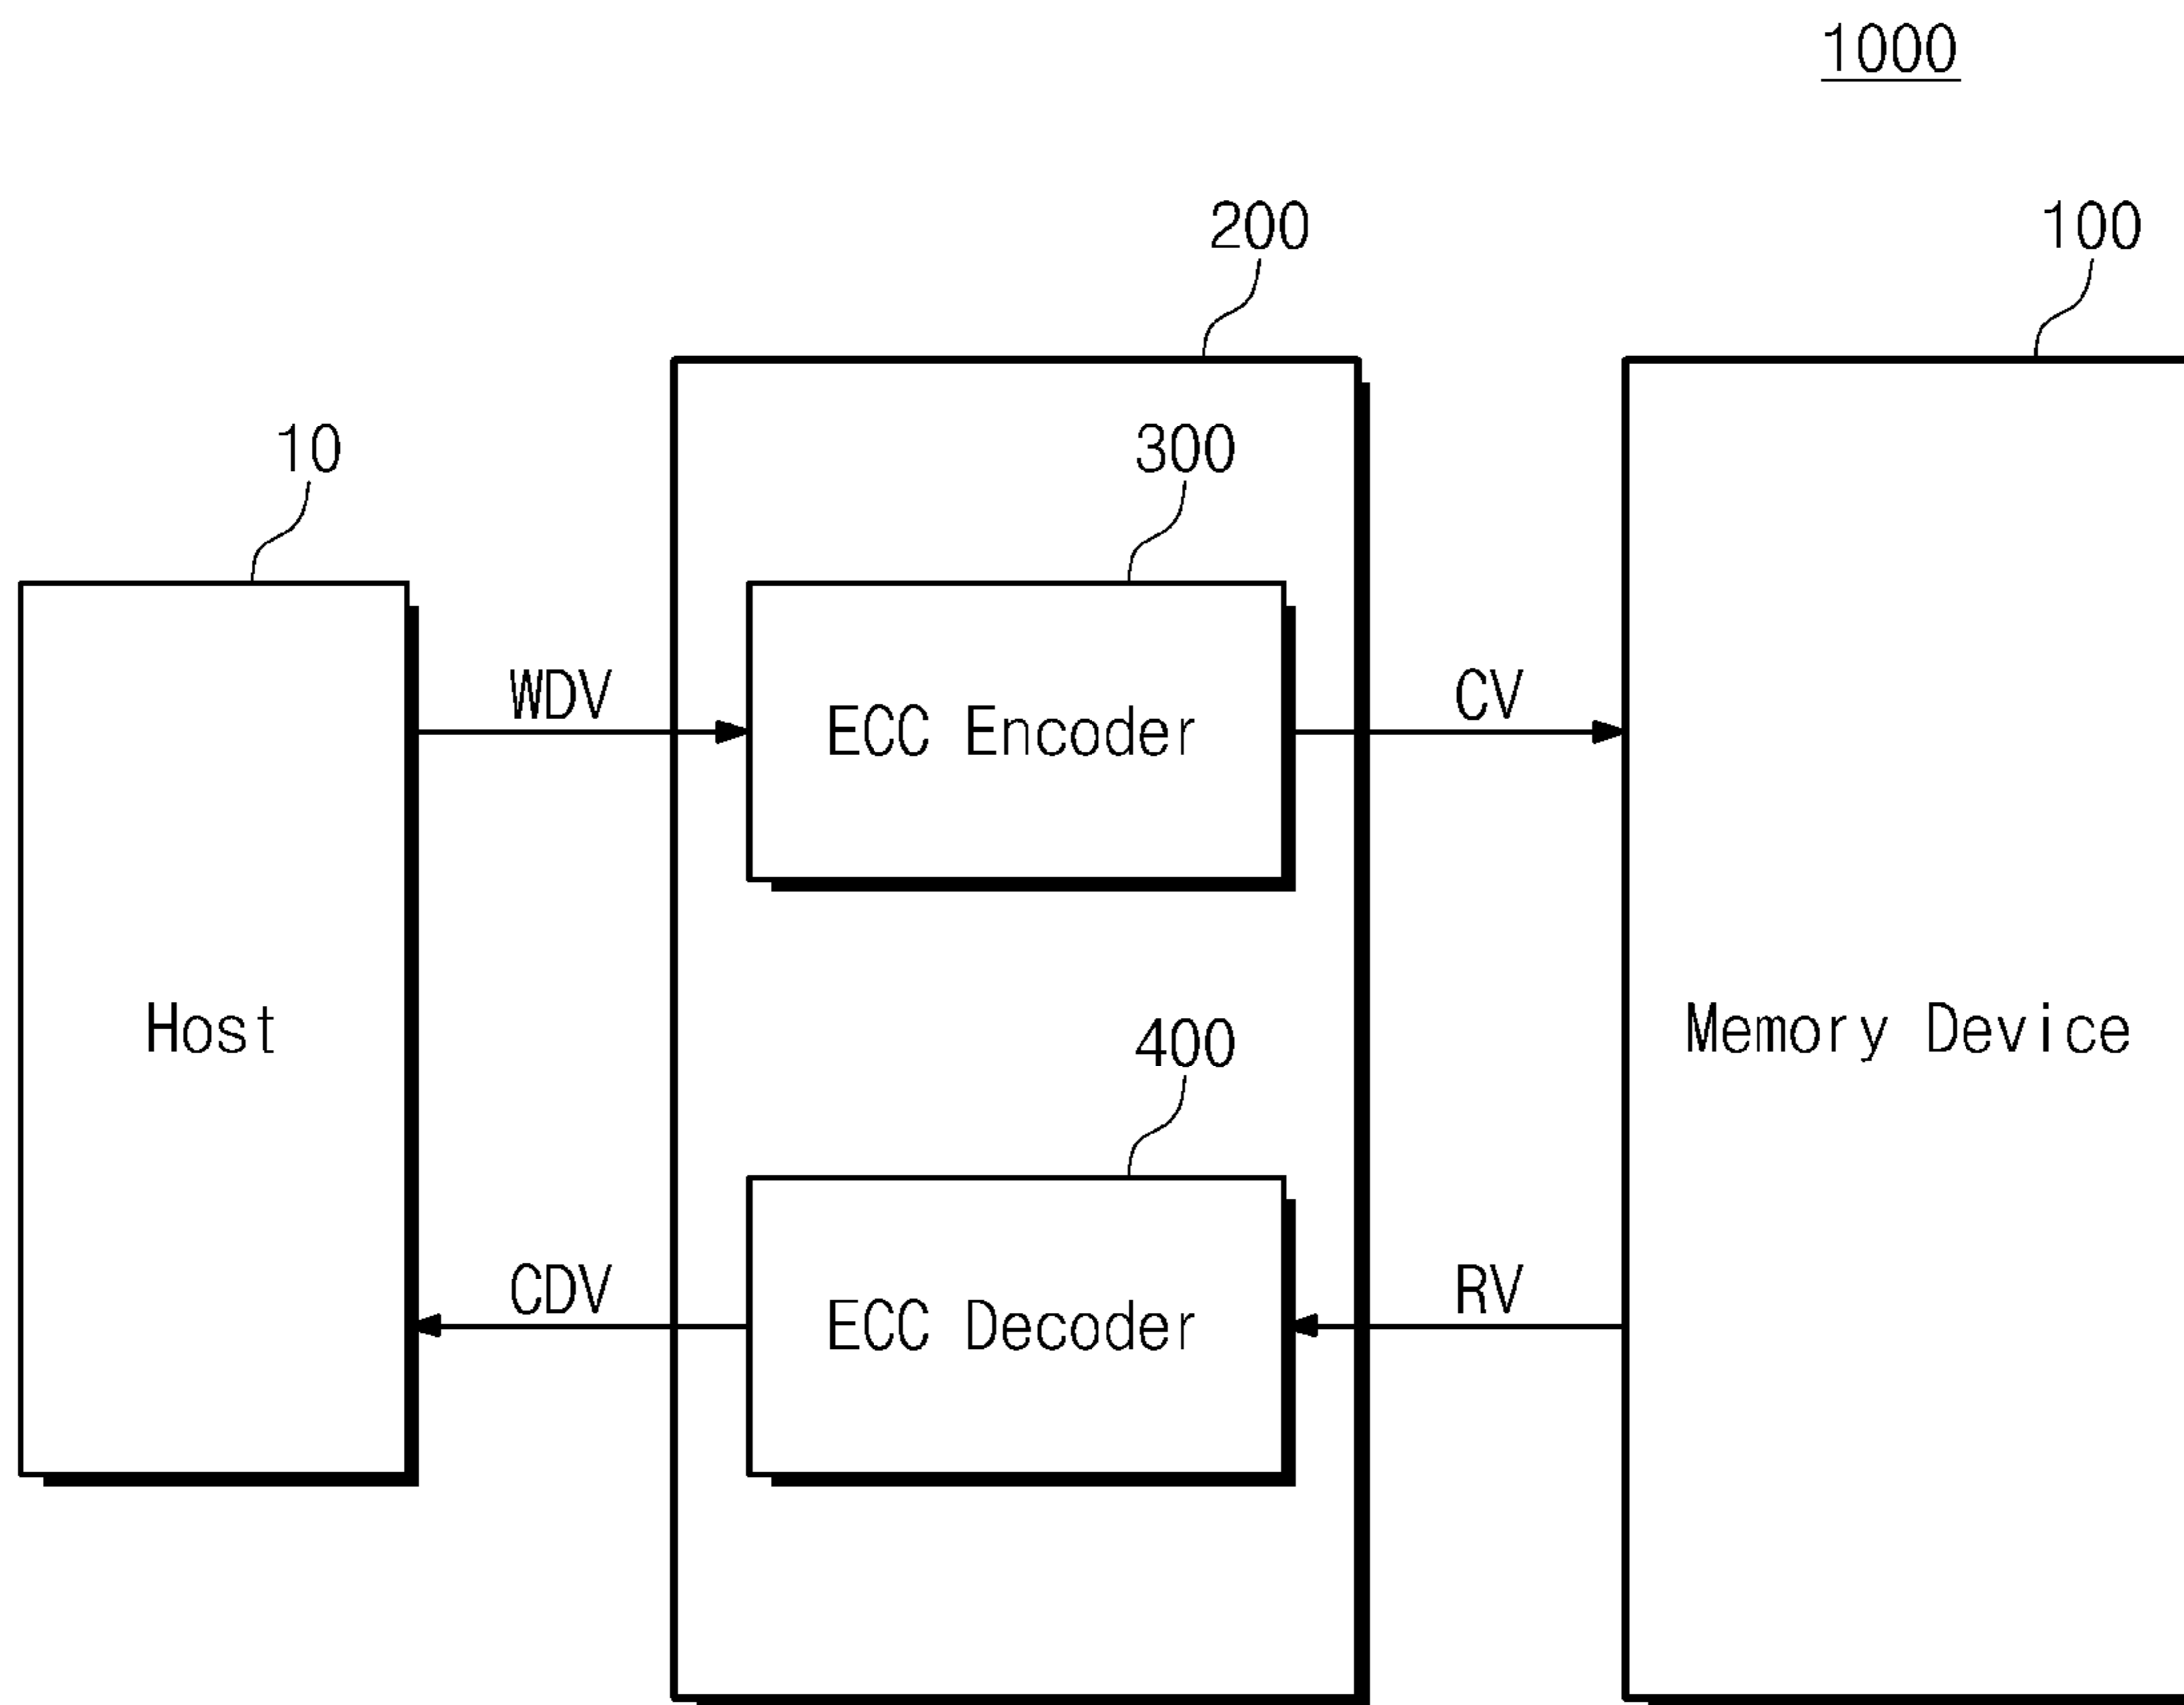 1000
200
100
10
300
WDV
ECC Encoder
CV
Host
Memory Device
400
CDV
ECC Decoder
RV